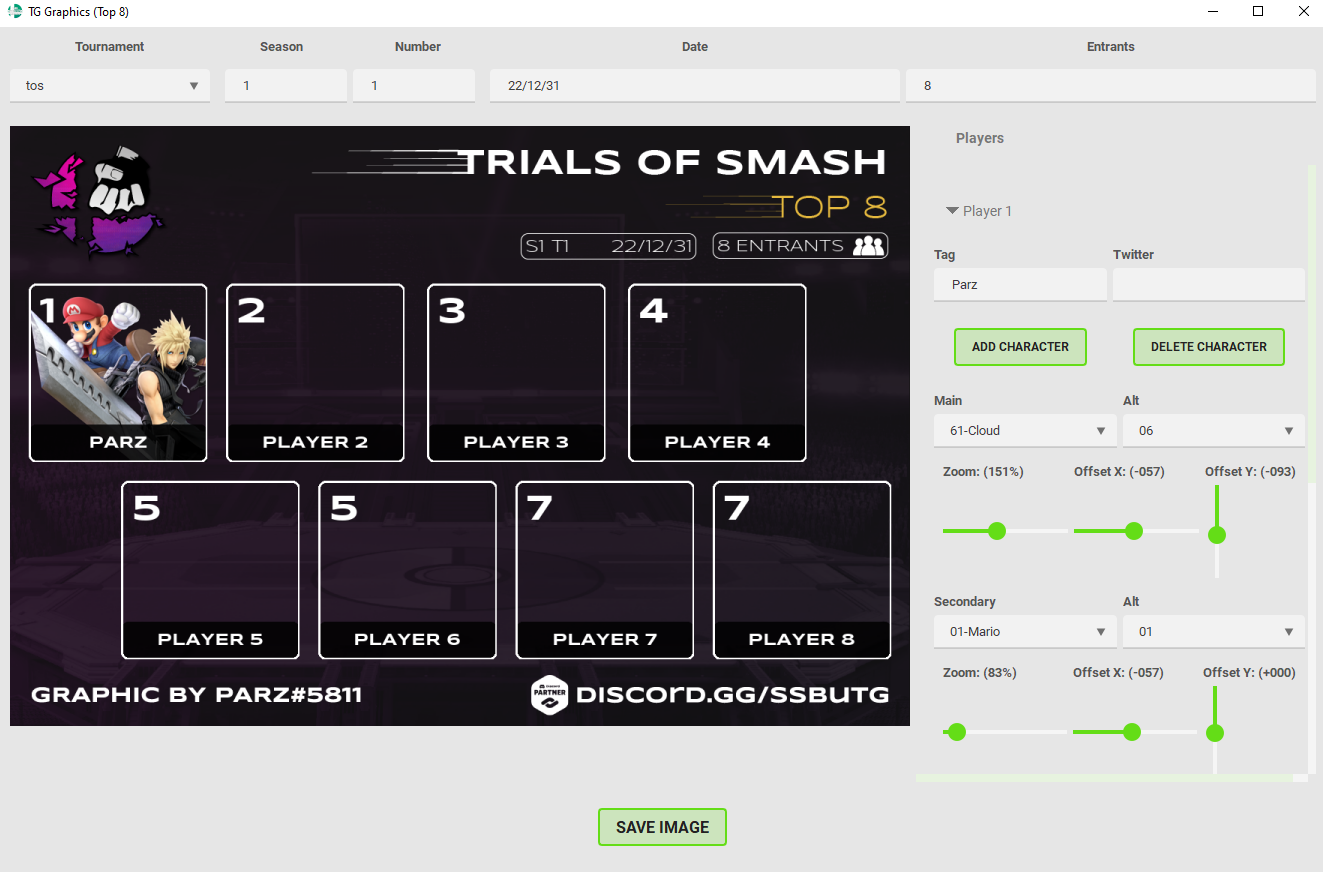 TG Graphics (Top 8)
Tournament Season Number Date Entrants
tos 1 1 22/12/31 8
TRIALS OF SMASH
TOP 8
S1 T1 22/12/31 8 ENTRANTS
1 2 3 4
PARZ PLAYER 2 PLAYER 3 PLAYER 4
5 5 7 7
PLAYER 5 PLAYER 6 PLAYER 7 PLAYER 8
GRAPHIC BY PARZ#5811 PARTNER DISCORD.GG/SSBUTG
Players
Player 1
Tag Twitter
Parz
ADD CHARACTER DELETE CHARACTER
Main Alt
61-Cloud 06
Zoom: (151%) Offset X: (-057) Offset Y: (-093)
Secondary Alt
01-Mario 01
Zoom: (83%) Offset X: (-057) Offset Y: (+000)
SAVE IMAGE